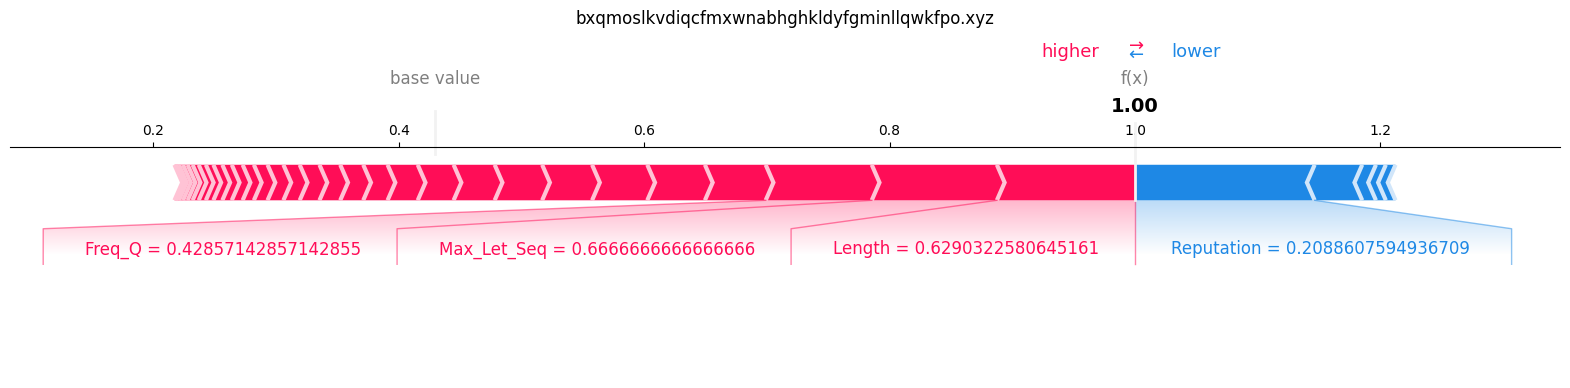 bxqmoslkvdiqcfmxwnabhghkldyfgminllqwkfpo.xyz
higher ⇄ lower
base value f(x)
1.00
0.2 0.4 0.6 0.8 1.0 1.2
Freq_Q = 0.42857142857142855 Max_Let_Seq = 0.6666666666666666 Length = 0.6290322580645161 Reputation = 0.2088607594936709